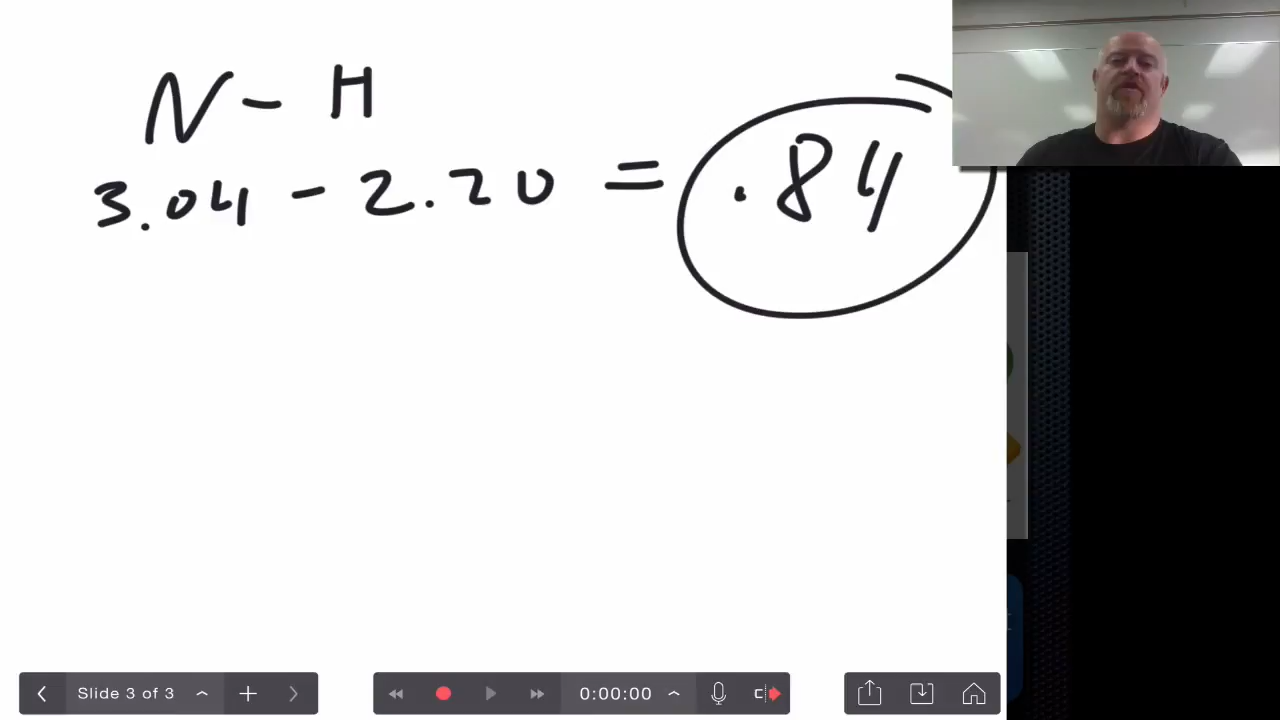 N - H
3.04 - 2.20 = .84
Slide 3 of 3
0:00:00